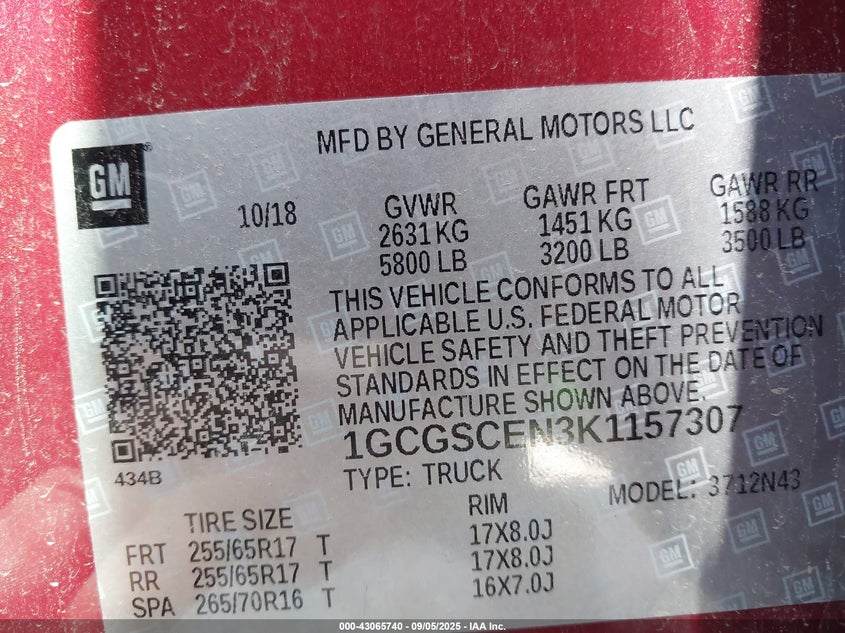 MFD BY GENERAL MOTORS LLC
GM
10/18
GVWR GAWR FRT GAWR RR
2631 KG 1451 KG 1588 KG
5800 LB 3200 LB 3500 LB
THIS VEHICLE CONFORMS TO ALL
APPLICABLE U.S. FEDERAL MOTOR
VEHICLE SAFETY AND THEFT PREVENTION
STANDARDS IN EFFECT ON THE DATE OF
MANUFACTURE SHOWN ABOVE.
1GCGSCEN3K1157307
434B
TYPE: TRUCK MODEL: 3712N43
TIRE SIZE RIM
FRT 255/65R17 T 17X8.0J
RR 255/65R17 T 17X8.0J
SPA 265/70R16 T 16X7.0J
000-43065740 - 09/05/2025 - IAA Inc.